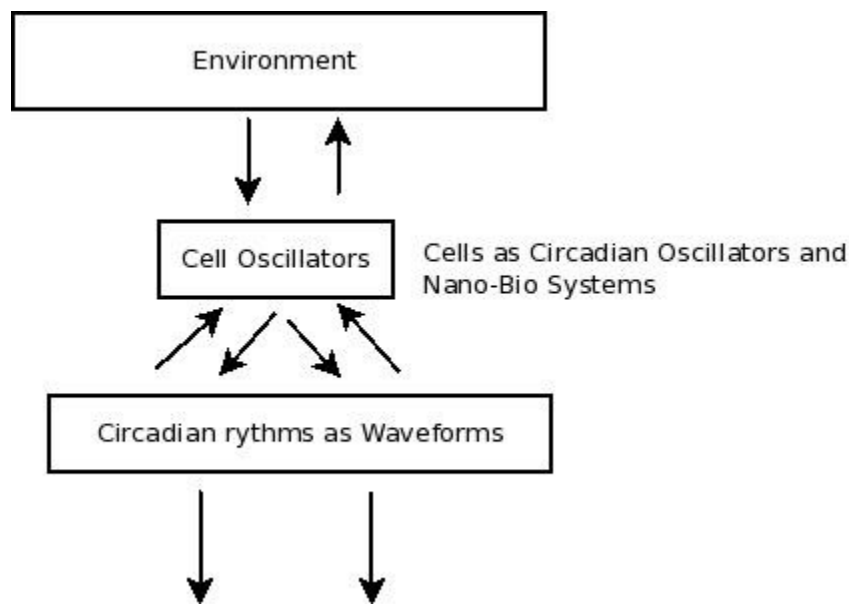 Environment
Cell Oscillators
Cells as Circadian Oscillators and
Nano-Bio Systems
Circadian rythms as Waveforms